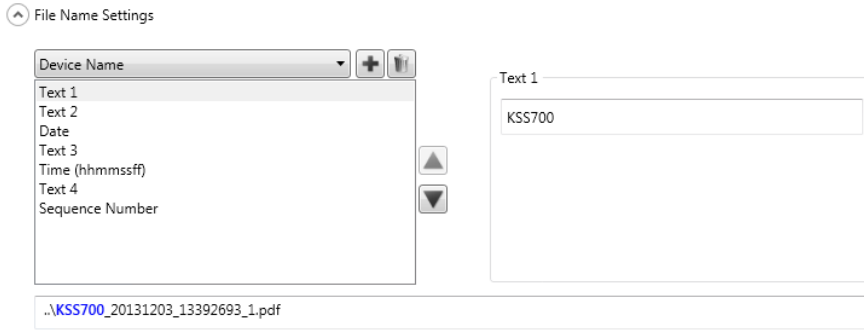 File Name Settings
Device Name
Text 1
Text 2
Date
Text 3
Time (hhmmssff)
Text 4
Sequence Number
Text 1
KSS700
..\KSS700_20131203_13392693_1.pdf